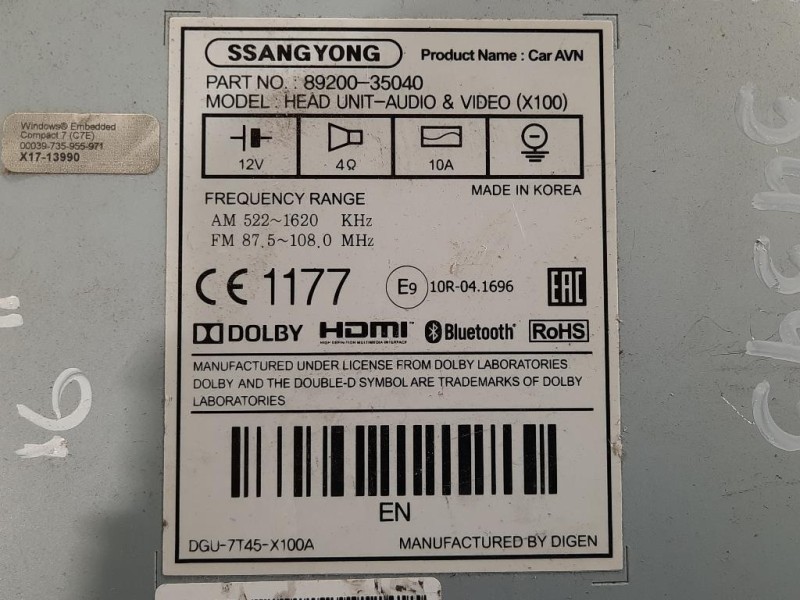 SSANGYONG Product Name : Car AVN
PART NO. : 89200-35040
MODEL : HEAD UNIT-AUDIO & VIDEO (X100)
12V 4Ω 10A
MADE IN KOREA
FREQUENCY RANGE
AM 522~1620 KHz
FM 87.5~108.0 MHz
CE 1177 E9 10R-04.1696 EAC
DOLBY HDMI Bluetooth® RoHS
HIGH-DEFINITION MULTIMEDIA INTERFACE
MANUFACTURED UNDER LICENSE FROM DOLBY LABORATORIES
DOLBY AND THE DOUBLE-D SYMBOL ARE TRADEMARKS OF DOLBY
LABORATORIES
EN
DGU-7T45-X100A MANUFACTURED BY DIGEN
Windows® Embedded
Compact 7 (C7E)
00039-735-955-971
X17-13990